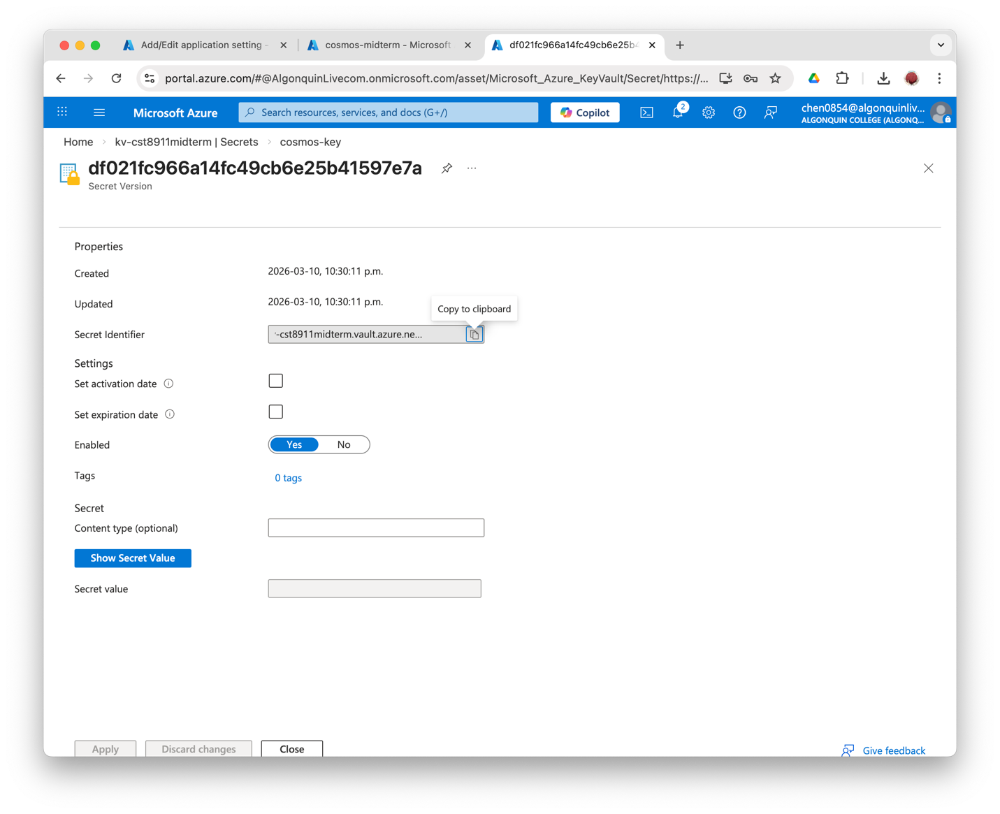 Add/Edit application setting -
cosmos-midterm - Microsoft
df021fc966a14fc49cb6e25b4
portal.azure.com/#@AlgonquinLivecom.onmicrosoft.com/asset/Microsoft_Azure_KeyVault/Secret/https://...
Microsoft Azure
Search resources, services, and docs (G+/)
Copilot
2
chen0854@algonquinliv...
ALGONQUIN COLLEGE (ALGONQ...
Home > kv-cst8911midterm | Secrets > cosmos-key
df021fc966a14fc49cb6e25b41597e7a
Secret Version
Properties
Created 2026-03-10, 10:30:11 p.m.
Updated 2026-03-10, 10:30:11 p.m.
Copy to clipboard
Secret Identifier -cst8911midterm.vault.azure.ne...
Settings
Set activation date
Set expiration date
Enabled Yes No
Tags 0 tags
Secret
Content type (optional)
Show Secret Value
Secret value
Apply Discard changes Close Give feedback